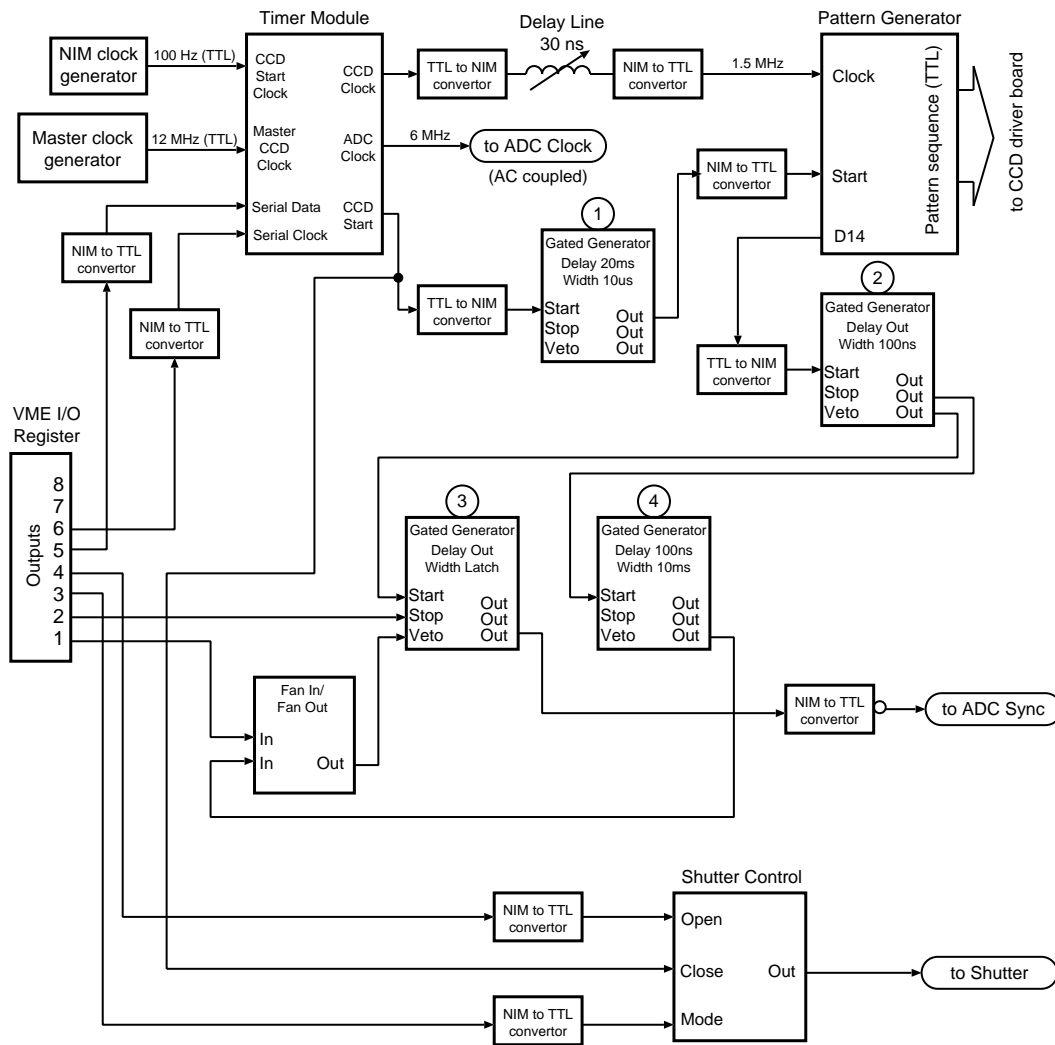 Timer Module
Delay Line
30 ns
Pattern Generator
NIM clock
generator
100 Hz (TTL)
CCD
Start
Clock
CCD
Clock
TTL to NIM
convertor
NIM to TTL
convertor
1.5 MHz
Clock
Master clock
generator
12 MHz (TTL)
Master
CCD
Clock
ADC
Clock
6 MHz
to ADC Clock
(AC coupled)
NIM to TTL
convertor
Start
Pattern sequence (TTL)
to CCD driver board
Serial Data
Serial Clock
CCD
Start
D14
NIM to TTL
convertor
NIM to TTL
convertor
TTL to NIM
convertor
1
Gated Generator
Delay 20ms
Width 10us
Start
Stop
Veto
Out
Out
Out
2
Gated Generator
Delay Out
Width 100ns
Start
Stop
Veto
Out
Out
Out
TTL to NIM
convertor
VME I/O
Register
Outputs
8
7
6
5
4
3
2
1
3
Gated Generator
Delay Out
Width Latch
Start
Stop
Veto
Out
Out
Out
4
Gated Generator
Delay 100ns
Width 10ms
Start
Stop
Veto
Out
Out
Out
Fan In/
Fan Out
In
In
Out
NIM to TTL
convertor
to ADC Sync
Shutter Control
NIM to TTL
convertor
Open
Close
Out
to Shutter
NIM to TTL
convertor
Mode